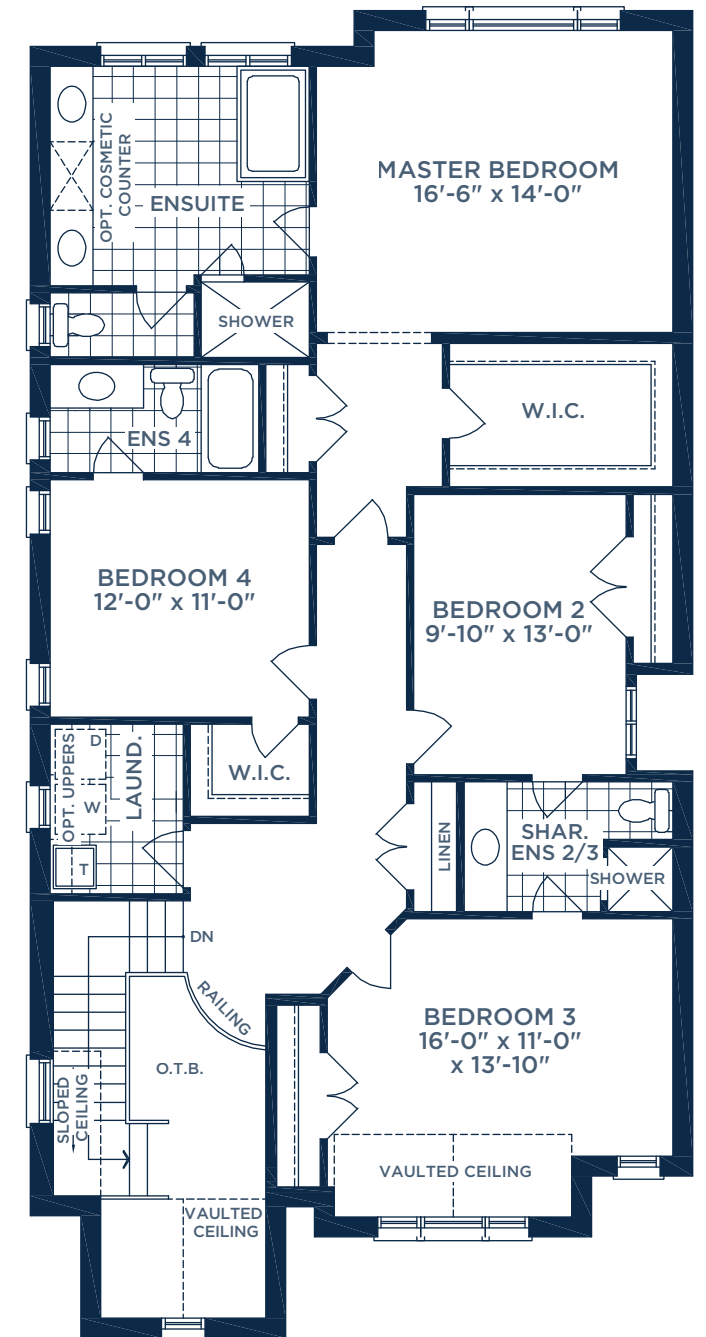 MASTER BEDROOM
16'-6" x 14'-0"
OPT. COSMETIC
COUNTER
ENSUITE
SHOWER
W.I.C.
ENS 4
BEDROOM 4
12'-0" x 11'-0"
BEDROOM 2
9'-10" x 13'-0"
OPT. UPPERS
D
W
T
LAUND.
W.I.C.
LINEN
SHAR.
ENS 2/3
SHOWER
DN
RAILING
O.T.B.
SLOPED
CEILING
BEDROOM 3
16'-0" x 11'-0"
x 13'-10"
VAULTED CEILING
VAULTED
CEILING